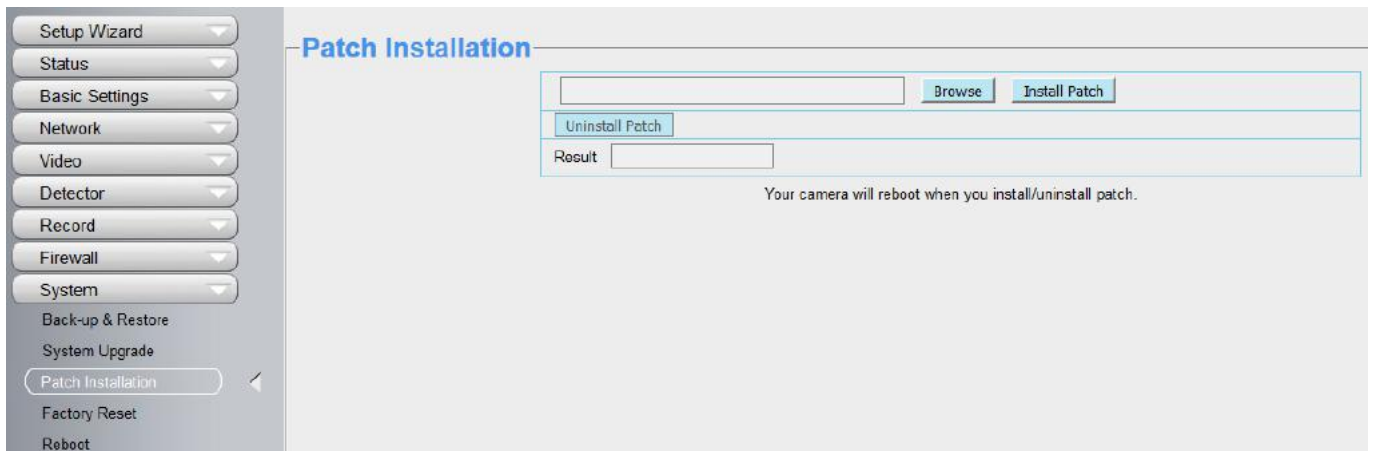 Setup Wizard
Status
Basic Settings
Network
Video
Detector
Record
Firewall
System
Back-up & Restore
System Upgrade
Patch Installation
Factory Reset
Reboot
Patch Installation
Browse Install Patch
Uninstall Patch
Result
Your camera will reboot when you install/uninstall patch.